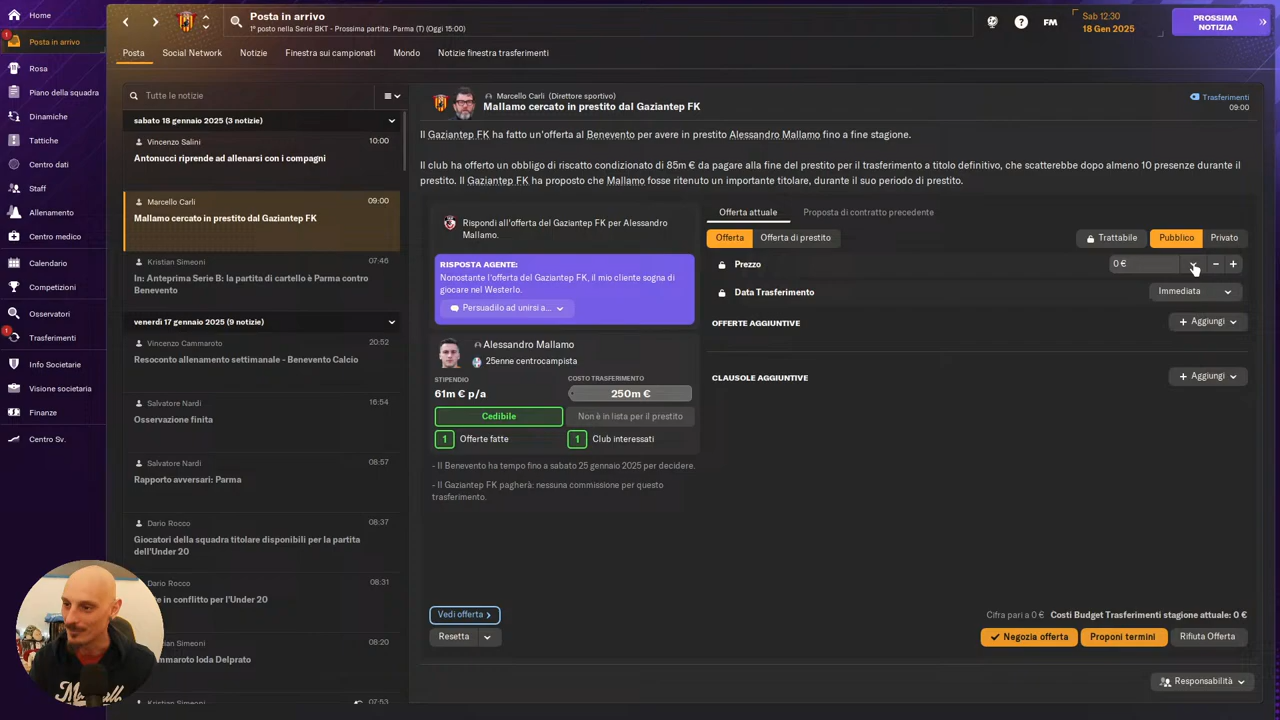 Home
1
Posta in arrivo
Rosa
Piano della squadra
Dinamiche
Tattiche
Centro dati
Staff
Allenamento
Centro medico
Calendario
Competizioni
Osservatori
1
Trasferimenti
Info Societarie
Visione societaria
Finanze
Centro Sv.
Posta in arrivo
1° posto nella Serie BKT - Prossima partita: Parma (T) (Oggi 15:00)
?
FM
Sab 12:30
18 Gen 2025
PROSSIMA
NOTIZIA
Posta
Social Network
Notizie
Finestra sui campionati
Mondo
Notizie finestra trasferimenti
Tutte le notizie
sabato 18 gennaio 2025 (3 notizie)
Vincenzo Salini 10:00
Antonucci riprende ad allenarsi con i compagni
Marcello Carli 09:00
Mallamo cercato in prestito dal Gaziantep FK
Kristian Simeoni 07:46
In: Anteprima Serie B: la partita di cartello è Parma contro
Benevento
venerdì 17 gennaio 2025 (9 notizie)
Vincenzo Cammaroto 20:52
Resoconto allenamento settimanale - Benevento Calcio
Salvatore Nardi 16:54
Osservazione finita
Salvatore Nardi 08:57
Rapporto avversari: Parma
Dario Rocco 08:37
Giocatori della squadra titolare disponibili per la partita
dell'Under 20
Dario Rocco 08:31
in conflitto per l'Under 20
Simeoni 08:20
loda Delprato
Kristian Simeoni 07:53
Marcello Carli (Direttore sportivo)
Mallamo cercato in prestito dal Gaziantep FK
Trasferimenti
09:00
Il Gaziantep FK ha fatto un'offerta al Benevento per avere in prestito Alessandro Mallamo fino a fine stagione.
Il club ha offerto un obbligo di riscatto condizionato di 85m € da pagare alla fine del prestito per il trasferimento a titolo definitivo, che scatterebbe dopo almeno 10 presenze durante il
prestito. Il Gaziantep FK ha proposto che Mallamo fosse ritenuto un importante titolare, durante il suo periodo di prestito.
Rispondi all'offerta del Gaziantep FK per Alessandro
Mallamo.
RISPOSTA AGENTE:
Nonostante l'offerta del Gaziantep FK, il mio cliente sogna di
giocare nel Westerlo.
Persuadilo ad unirsi a...
Alessandro Mallamo
25enne centrocampista
STIPENDIO
61m € p/a
COSTO TRASFERIMENTO
250m €
Cedibile
Non è in lista per il prestito
1 Offerte fatte
1 Club interessati
- Il Benevento ha tempo fino a sabato 25 gennaio 2025 per decidere.
- Il Gaziantep FK pagherà: nessuna commissione per questo
trasferimento.
Vedi offerta
Resetta
Offerta attuale
Proposta di contratto precedente
Offerta
Offerta di prestito
Trattabile
Pubblico
Privato
Prezzo
0 €
Data Trasferimento
Immediata
OFFERTE AGGIUNTIVE
Aggiungi
CLAUSOLE AGGIUNTIVE
Aggiungi
Cifra pari a 0 € Costi Budget Trasferimenti stagione attuale: 0 €
Negozia offerta
Proponi termini
Rifiuta Offerta
Responsabilità